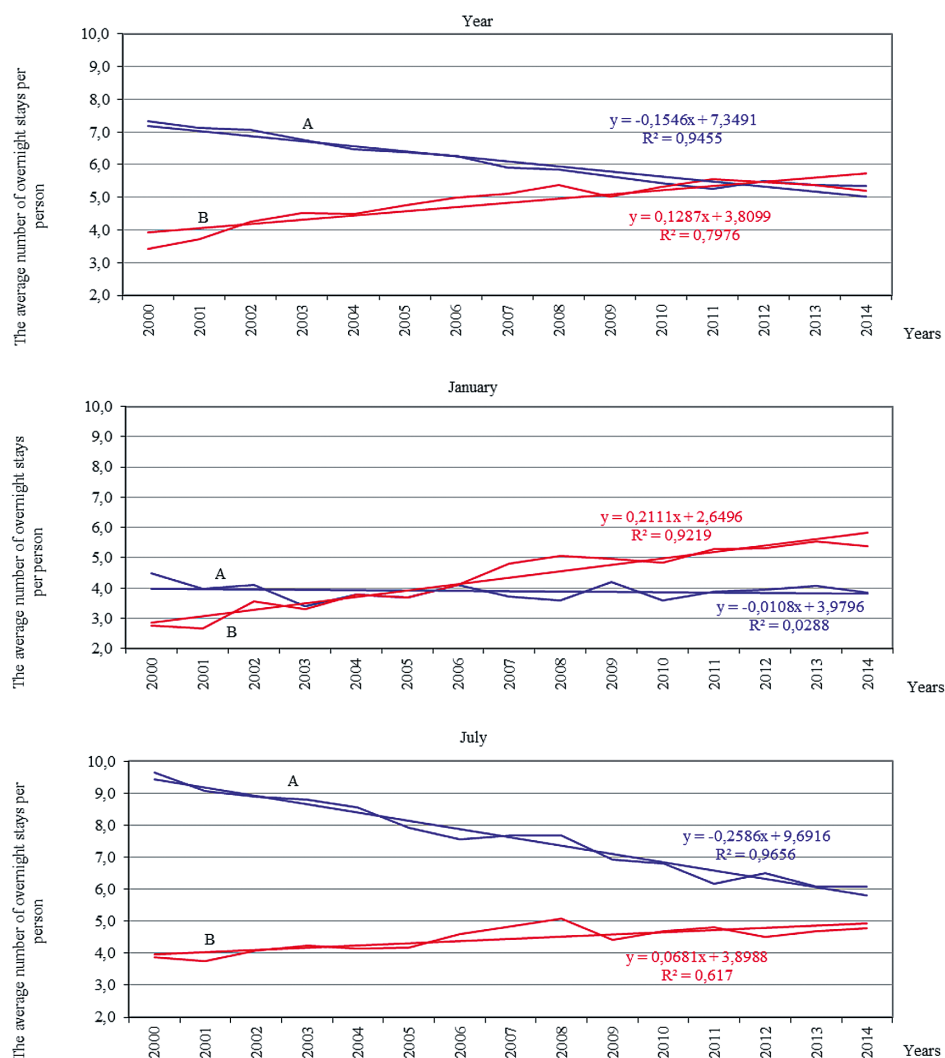 Year
The average number of overnight stays per
person
10,0
9,0
8,0
7,0
6,0
5,0
4,0
3,0
2,0
A
B
y = -0,1546x + 7,3491
R² = 0,9455
y = 0,1287x + 3,8099
R² = 0,7976
2000 2001 2002 2003 2004 2005 2006 2007 2008 2009 2010 2011 2012 2013 2014
Years
January
The average number of overnight stays
per person
10,0
9,0
8,0
7,0
6,0
5,0
4,0
3,0
2,0
A
B
y = 0,2111x + 2,6496
R² = 0,9219
y = -0,0108x + 3,9796
R² = 0,0288
2000 2001 2002 2003 2004 2005 2006 2007 2008 2009 2010 2011 2012 2013 2014
Years
July
The average number of overnight stays per
person
10,0
9,0
8,0
7,0
6,0
5,0
4,0
3,0
2,0
A
B
y = -0,2586x + 9,6916
R² = 0,9656
y = 0,0681x + 3,8988
R² = 0,617
2000 2001 2002 2003 2004 2005 2006 2007 2008 2009 2010 2011 2012 2013 2014
Years